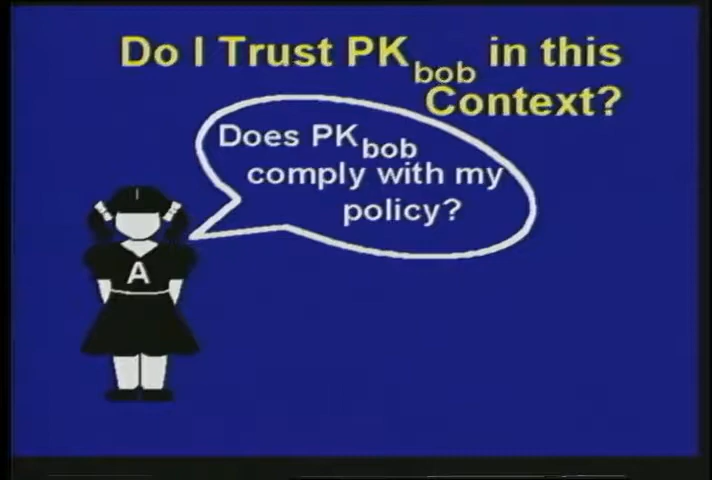 Do I Trust PKbob in this
Context?
Does PKbob
comply with my
policy?
A